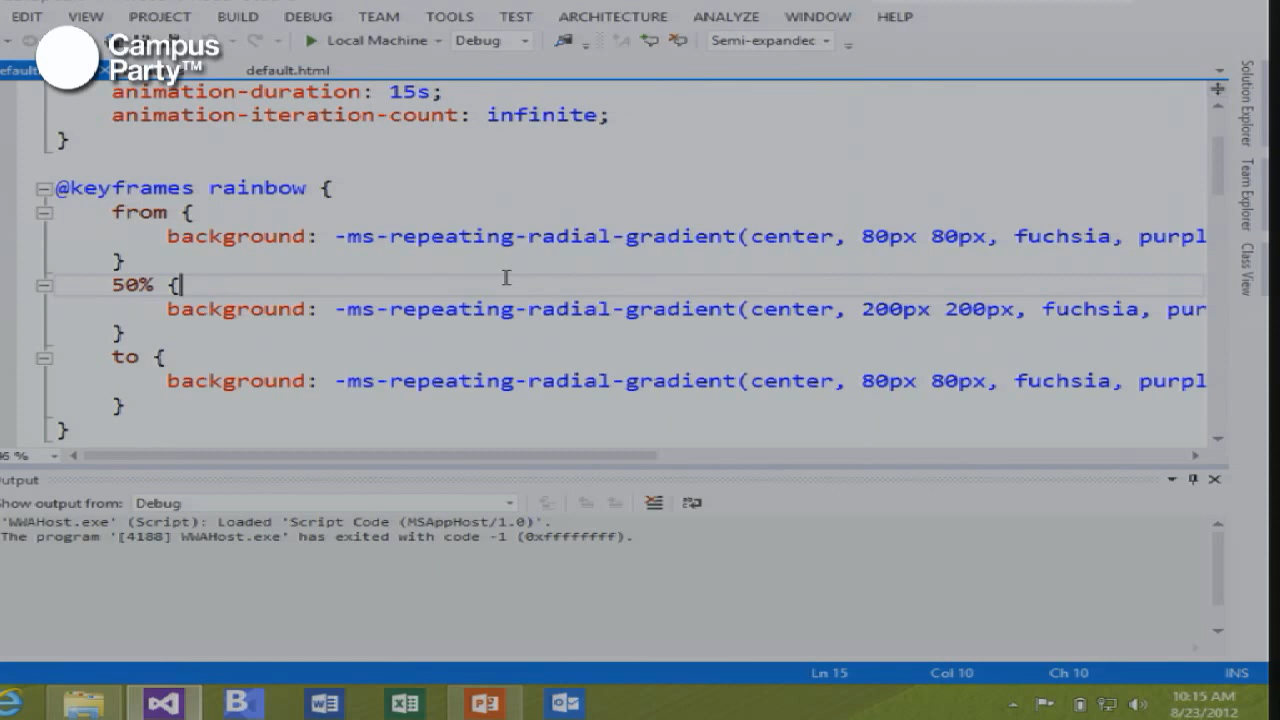 EDIT VIEW PROJECT BUILD DEBUG TEAM TOOLS TEST ARCHITECTURE ANALYZE WINDOW HELP
Local Machine Debug Semi-expandec
Campus
Party™
default.html
animation-duration: 15s;
animation-iteration-count: infinite;
}
@keyframes rainbow {
from {
background: -ms-repeating-radial-gradient(center, 80px 80px, fuchsia, purpl
}
50% {
background: -ms-repeating-radial-gradient(center, 200px 200px, fuchsia, pur
}
to {
background: -ms-repeating-radial-gradient(center, 80px 80px, fuchsia, purpl
}
}
Solution Explorer
Team Explorer
Class View
utput
how output from: Debug
'WWAHost.exe' (Script): Loaded 'Script Code (MSAppHost/1.0)'.
The program '[4188] WWAHost.exe' has exited with code -1 (0xffffffff).
Ln 15 Col 10 Ch 10 INS
10:15 AM
8/23/2012